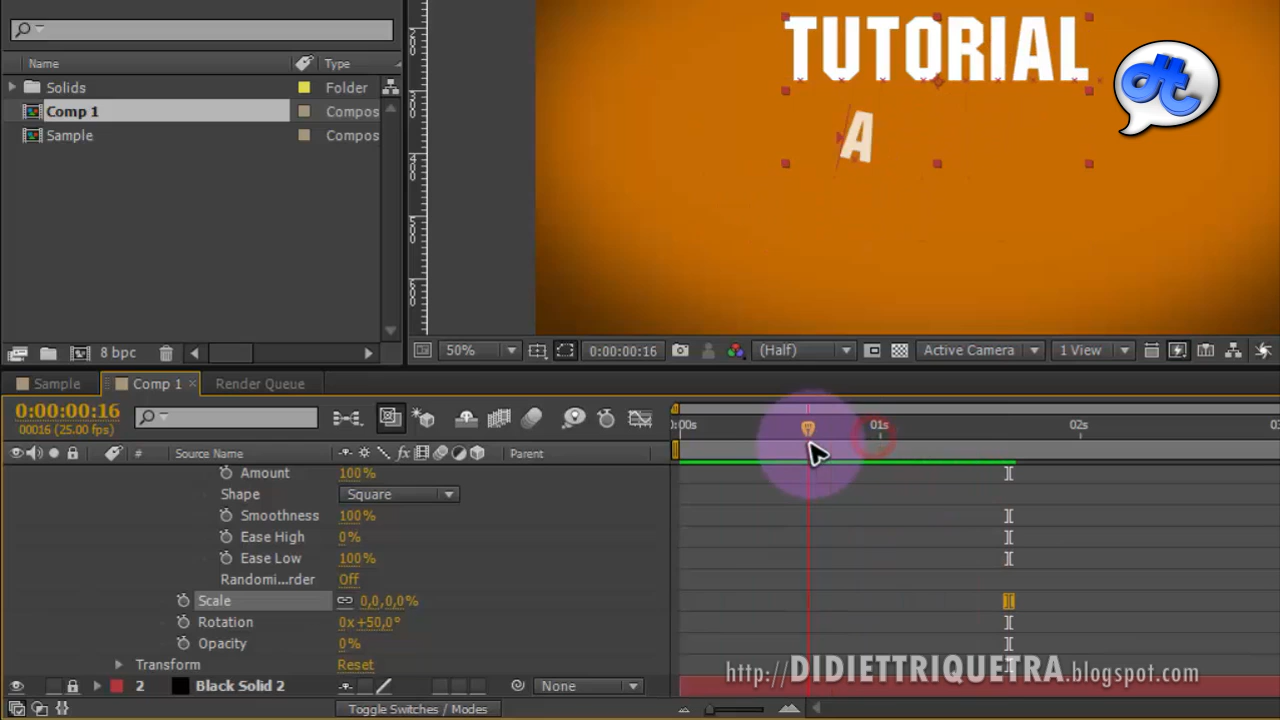 Name Type
Solids Folder
Comp 1 Compos
Sample Compos
8 bpc
TUTORIAL
A
dt
50% 0:00:00:16 (Half) Active Camera 1 View
Sample Comp 1 × Render Queue
0:00:00:16
00016 (25.00 fps)
:00s 01s 02s
# Source Name Parent
Amount 100%
Shape Square
Smoothness 100%
Ease High 0%
Ease Low 100%
Randomi...rder Off
Scale 0,0,0,0%
Rotation 0x+50,0°
Opacity 0%
Transform Reset
2 Black Solid 2 None
Toggle Switches / Modes
http://DIDIETTRIQUETRA.blogspot.com